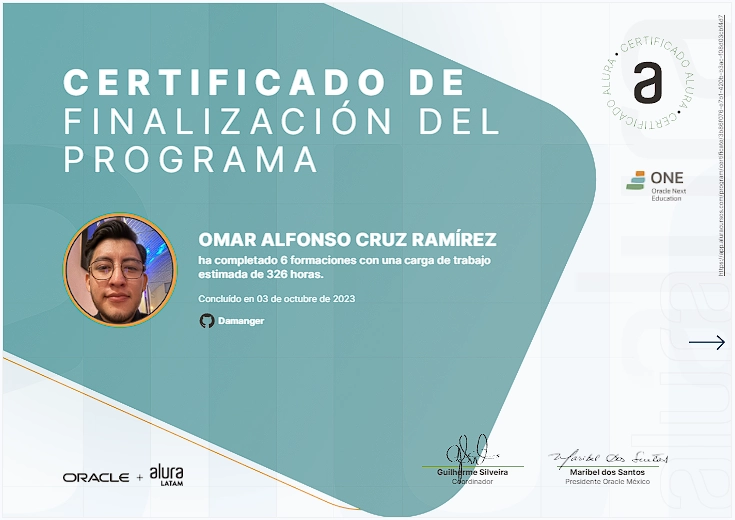 CERTIFICADO DE
FINALIZACIÓN DEL
PROGRAMA
CERTIFICADO ALURA • CERTIFICADO ALURA •
a
ONE
Oracle Next
Education
OMAR ALFONSO CRUZ RAMÍREZ
ha completado 6 formaciones con una carga de trabajo
estimada de 326 horas.
Concluído en 03 de octubre de 2023
Damanger
ORACLE + alura
LATAM
Guilherme Silveira
Coordinador
Maribel dos Santos
Maribel dos Santos
Presidente Oracle México
alura